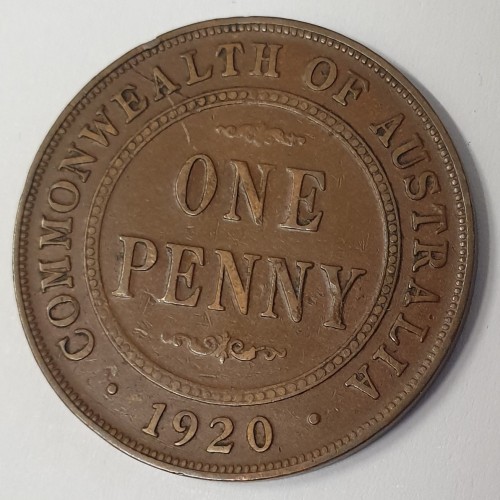 COMMONWEALTH OF AUSTRALIA
ONE
PENNY
1920